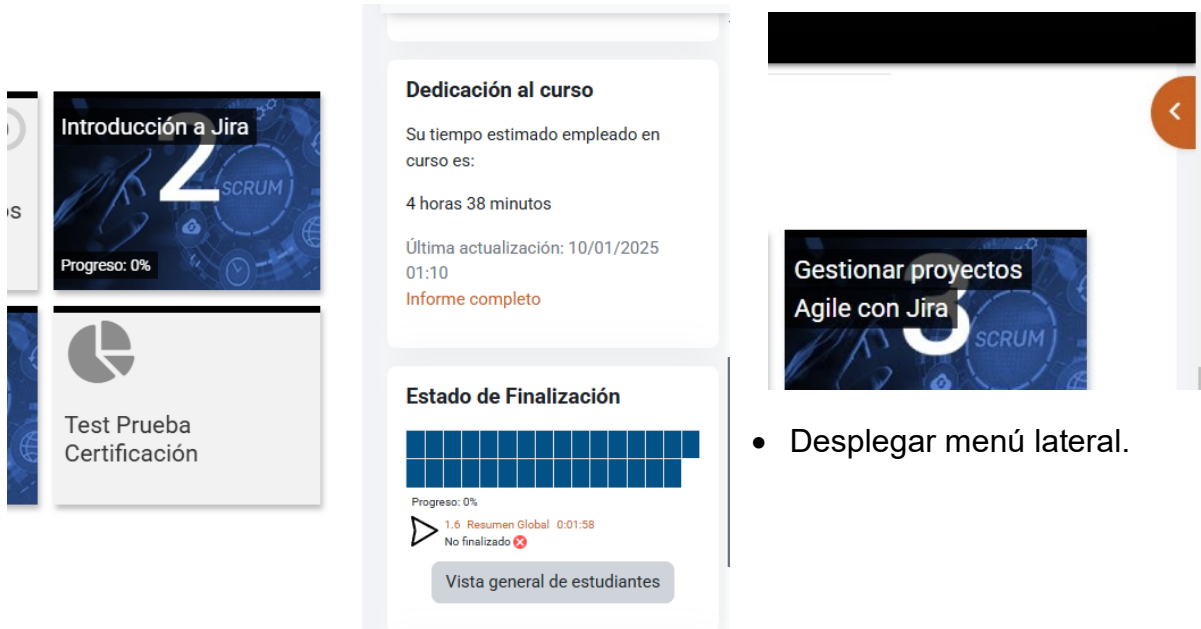 Introducción a Jira
2
SCRUM
Progreso: 0%
s
Test Prueba
Certificación
Dedicación al curso
Su tiempo estimado empleado en
curso es:
4 horas 38 minutos
Última actualización: 10/01/2025
01:10
Informe completo
Estado de Finalización
Progreso: 0%
1.6 Resumen Global 0:01:58
No finalizado
Vista general de estudiantes
Gestionar proyectos
Agile con Jira
3
SCRUM
• Desplegar menú lateral.